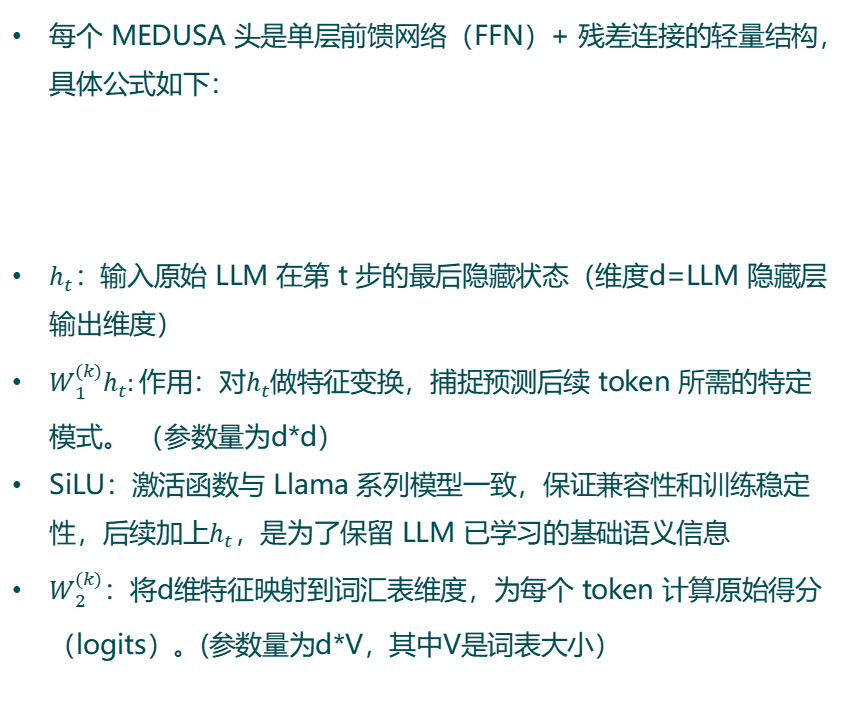 • 每个 MEDUSA 头是单层前馈网络（FFN）+ 残差连接的轻量结构，
具体公式如下：
• $h_t$：输入原始 LLM 在第 t 步的最后隐藏状态（维度d=LLM 隐藏层
输出维度）
• $W_1^{(k)}h_t$: 作用：对$h_t$做特征变换，捕捉预测后续 token 所需的特定
模式。 （参数量为d*d）
• SiLU：激活函数与 Llama 系列模型一致，保证兼容性和训练稳定
性，后续加上$h_t$，是为了保留 LLM 已学习的基础语义信息
• $W_2^{(k)}$：将d维特征映射到词汇表维度，为每个 token 计算原始得分
（logits）。(参数量为d*V，其中V是词表大小）